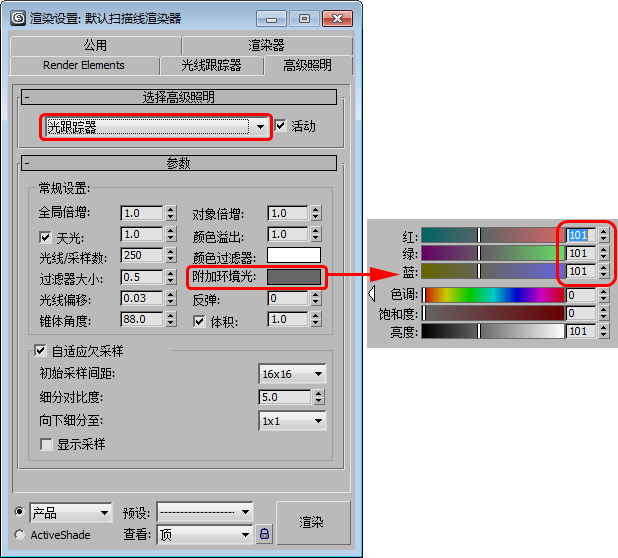 渲染设置: 默认扫描线渲染器
公用 渲染器
Render Elements 光线跟踪器 高级照明
- 选择高级照明
光跟踪器 活动
- 参数
常规设置:
全局倍增: 1.0 对象倍增: 1.0
天光: 1.0 颜色溢出: 1.0
光线/采样数: 250 颜色过滤器:
过滤器大小: 0.5 附加环境光:
光线偏移: 0.03 反弹: 0
锥体角度: 88.0 体积: 1.0
自适应欠采样
初始采样间距: 16x16
细分对比度: 5.0
向下细分至: 1x1
显示采样
产品 预设:
ActiveShade 查看: 顶
渲染
红: 101
绿: 101
蓝: 101
色调: 0
饱和度: 0
亮度: 101